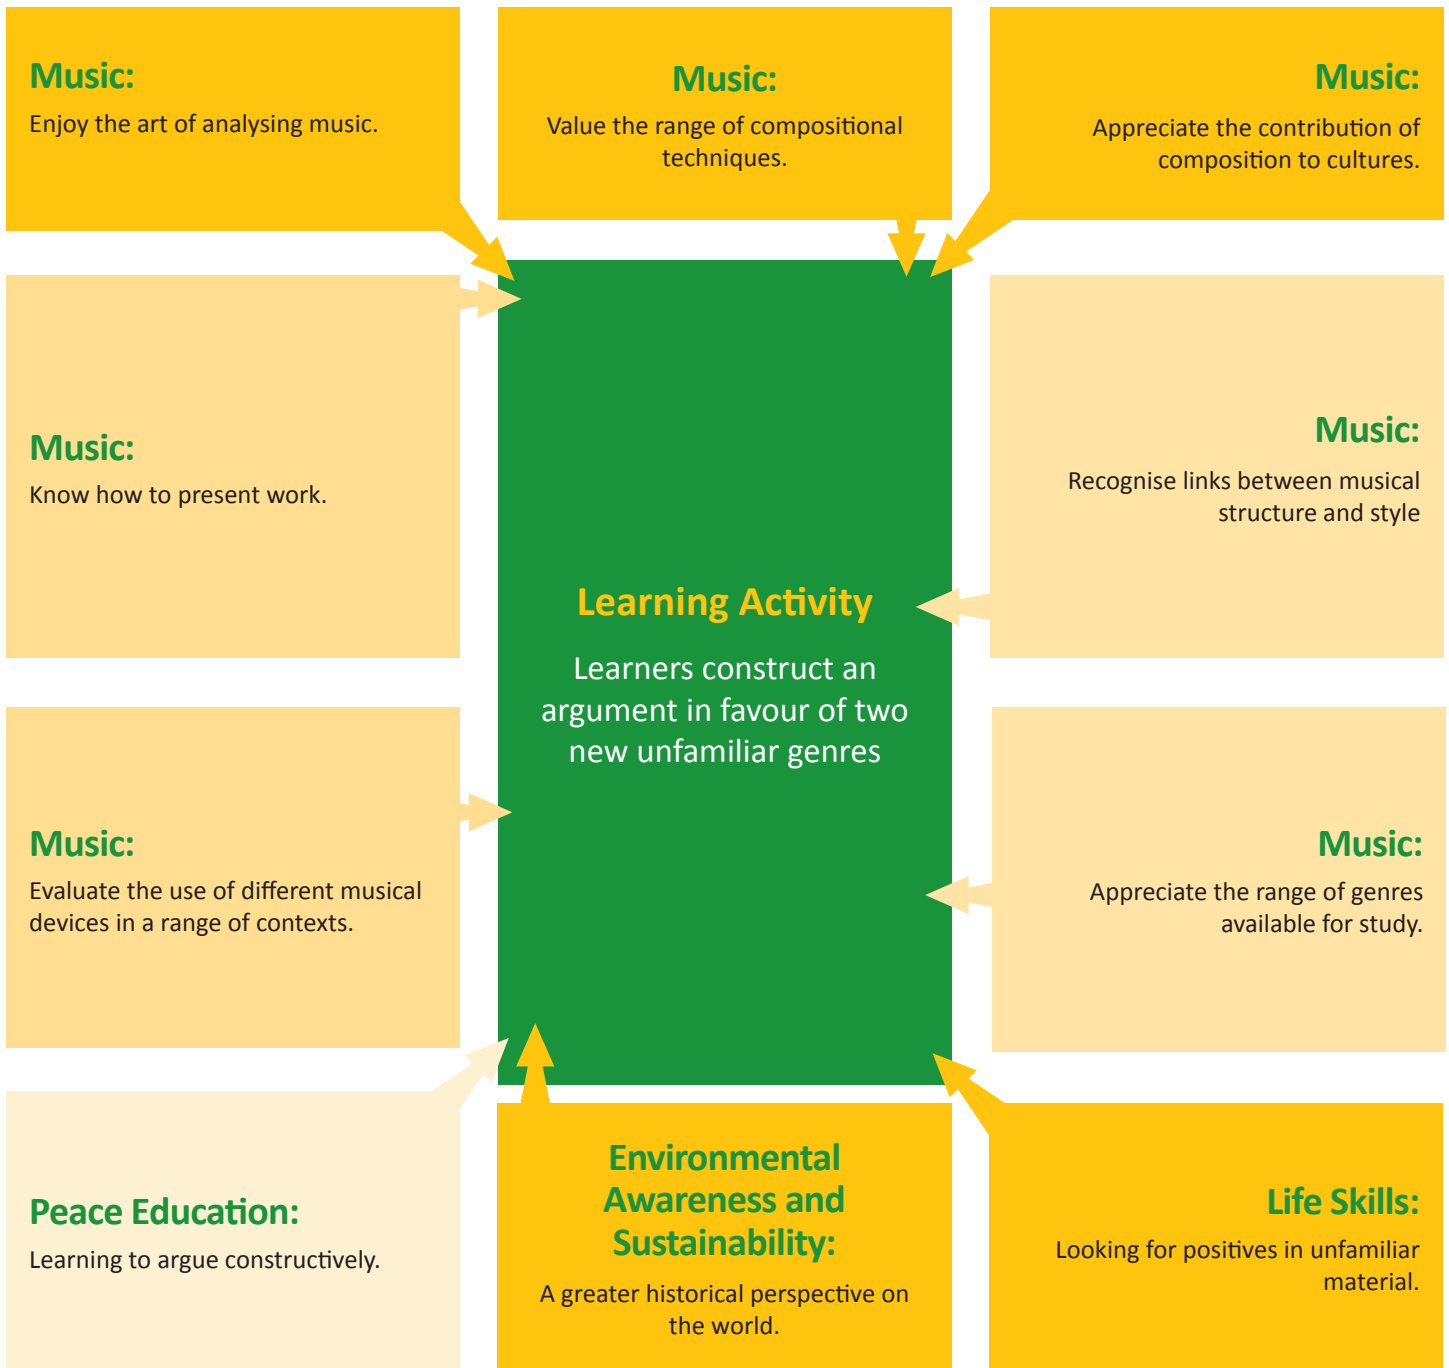 Music:
Enjoy the art of analysing music.
Music:
Value the range of compositional
techniques.
Music:
Appreciate the contribution of
composition to cultures.
Music:
Know how to present work.
Learning Activity
Learners construct an
argument in favour of two
new unfamiliar genres
Music:
Recognise links between musical
structure and style
Music:
Evaluate the use of different musical
devices in a range of contexts.
Music:
Appreciate the range of genres
available for study.
Peace Education:
Learning to argue constructively.
Environmental
Awareness and
Sustainability:
A greater historical perspective on
the world.
Life Skills:
Looking for positives in unfamiliar
material.